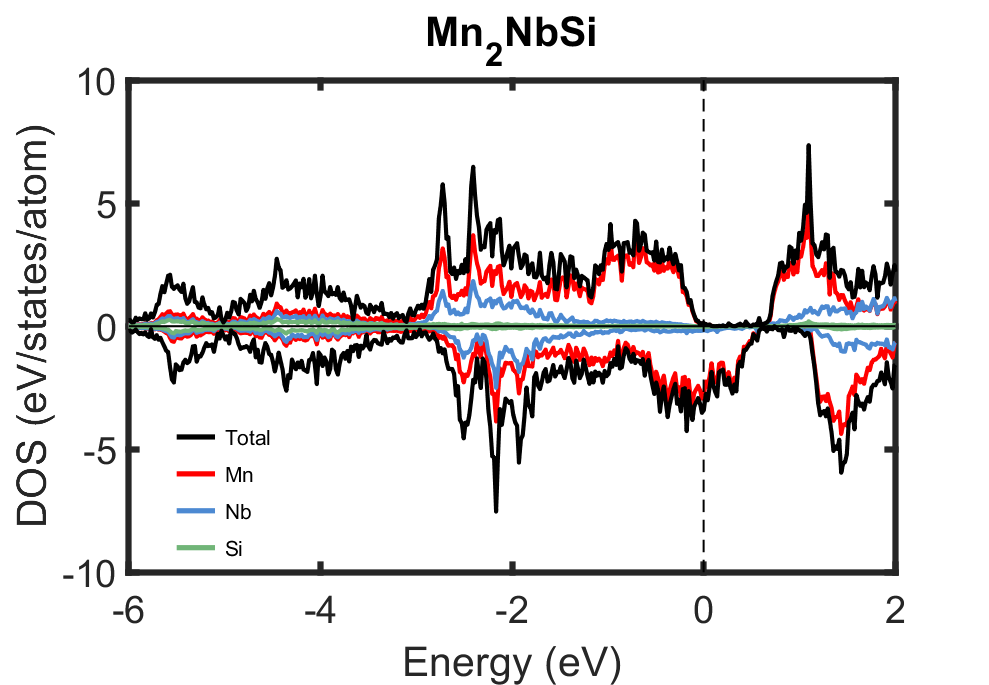 Mn2NbSi
10
5
0
-5
-10
DOS (eV/states/atom)
Total
Mn
Nb
Si
-6 -4 -2 0 2
Energy (eV)